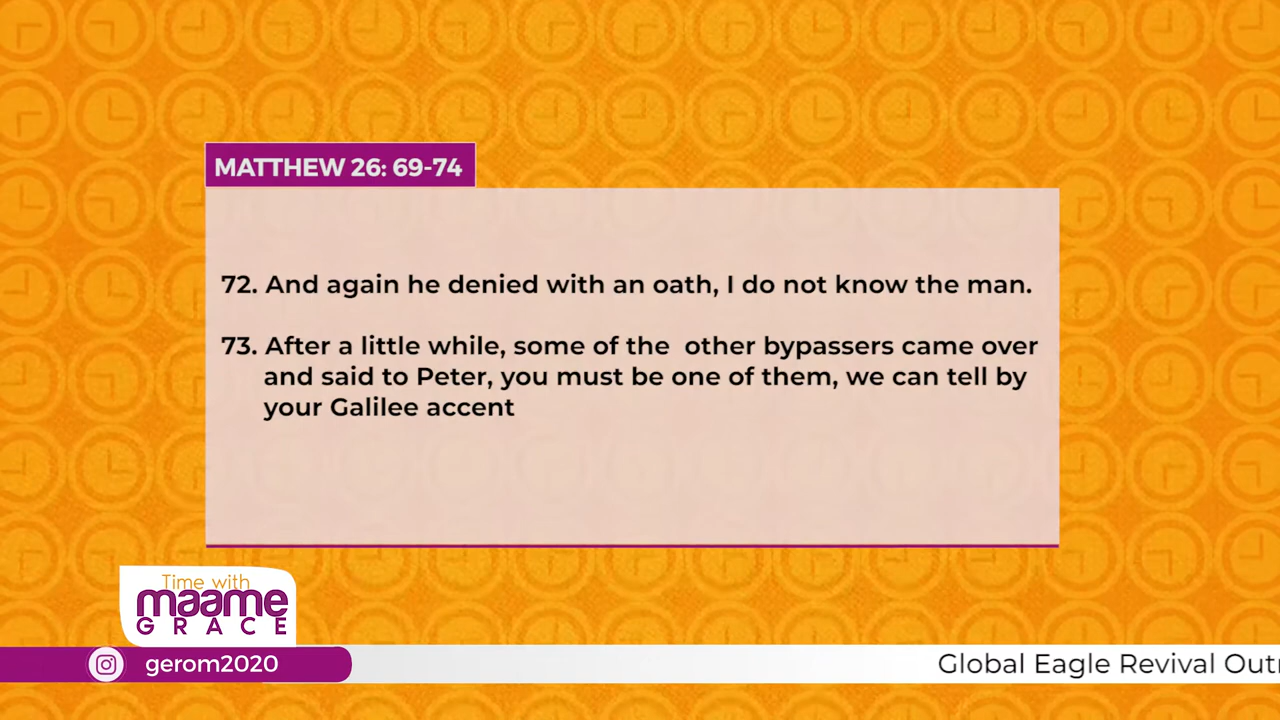 MATTHEW 26: 69-74
72. And again he denied with an oath, I do not know the man.
73. After a little while, some of the other bypassers came over
and said to Peter, you must be one of them, we can tell by
your Galilee accent
Time with
maame
GRACE
gerom2020
Global Eagle Revival